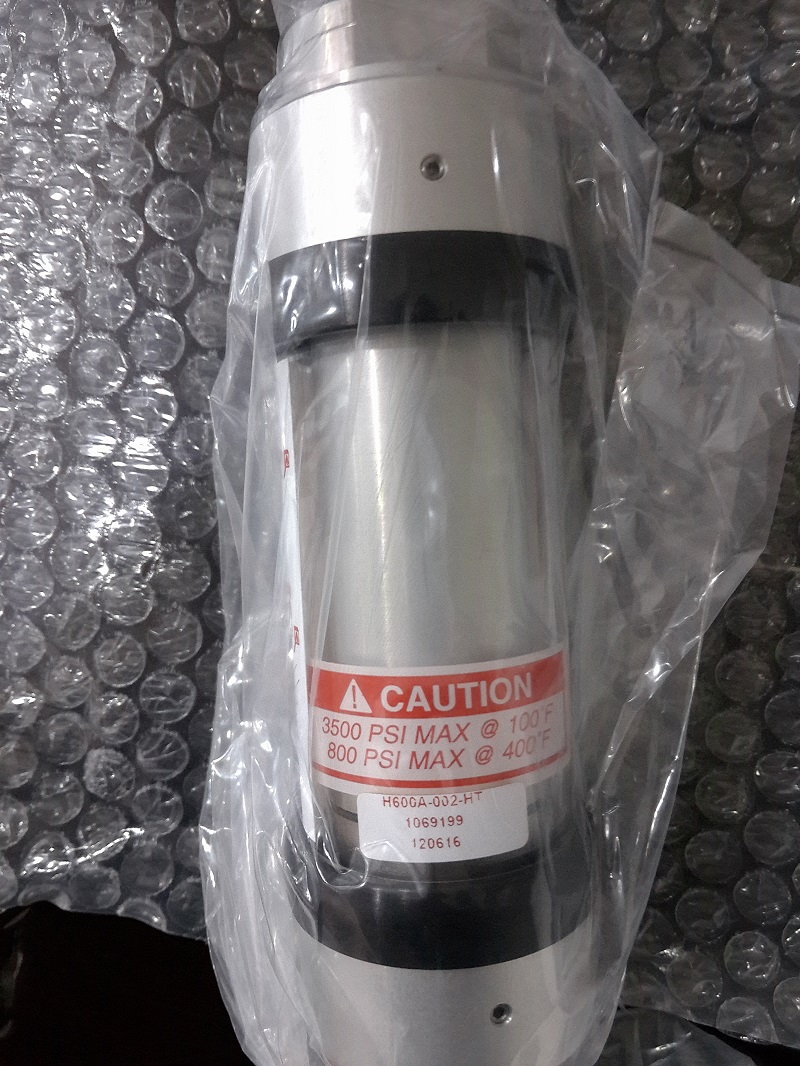 CAUTION
3500 PSI MAX @ 100°F
800 PSI MAX @ 400°F
H600A-002-HT
1069199
120616